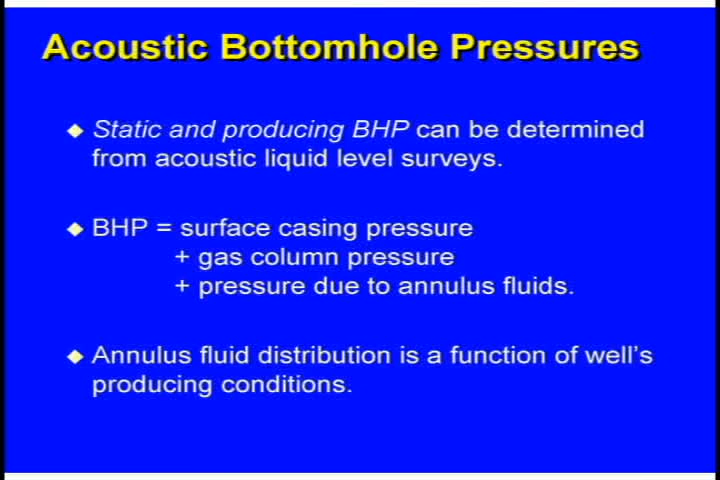 Acoustic Bottomhole Pressures
Static and producing BHP can be determined
from acoustic liquid level surveys.
BHP = surface casing pressure
+ gas column pressure
+ pressure due to annulus fluids.
Annulus fluid distribution is a function of well's
producing conditions.